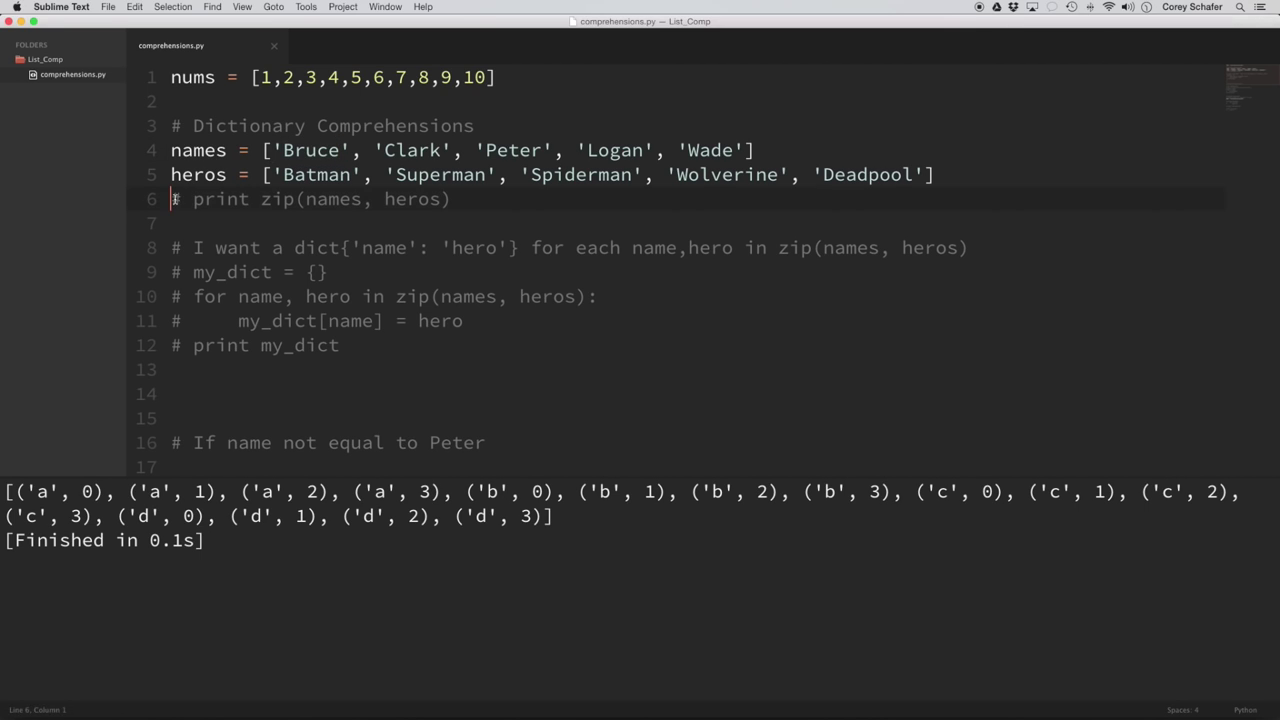 Sublime Text File Edit Selection Find View Goto Tools Project Window Help Corey Schafer
comprehensions.py — List_Comp
FOLDERS
List_Comp
comprehensions.py
comprehensions.py
1 nums = [1,2,3,4,5,6,7,8,9,10]
2
3 # Dictionary Comprehensions
4 names = ['Bruce', 'Clark', 'Peter', 'Logan', 'Wade']
5 heros = ['Batman', 'Superman', 'Spiderman', 'Wolverine', 'Deadpool']
6 # print zip(names, heros)
7
8 # I want a dict{'name': 'hero'} for each name,hero in zip(names, heros)
9 # my_dict = {}
10 # for name, hero in zip(names, heros):
11 #     my_dict[name] = hero
12 # print my_dict
13
14
15
16 # If name not equal to Peter
17
[('a', 0), ('a', 1), ('a', 2), ('a', 3), ('b', 0), ('b', 1), ('b', 2), ('b', 3), ('c', 0), ('c', 1), ('c', 2),
('c', 3), ('d', 0), ('d', 1), ('d', 2), ('d', 3)]
[Finished in 0.1s]
Line 6, Column 1 Spaces: 4 Python